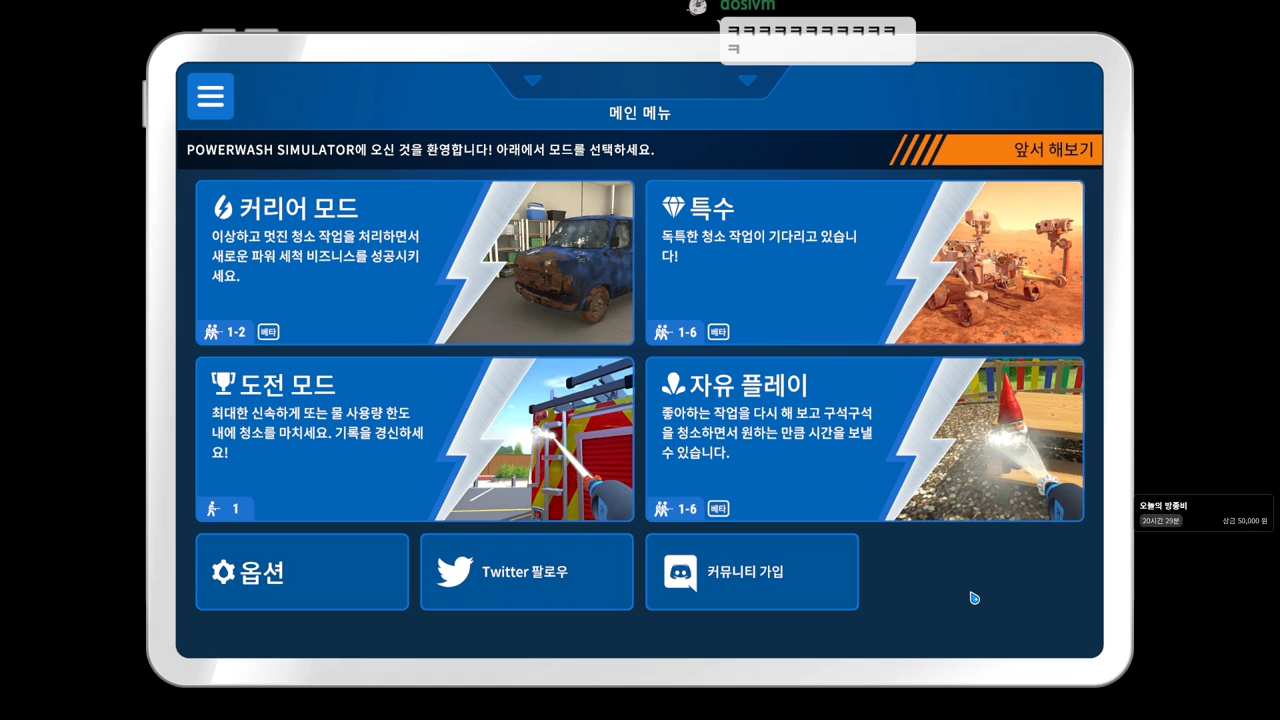 dosivm
ㅋㅋㅋㅋㅋㅋㅋㅋㅋㅋㅋ
ㅋ
메인 메뉴
POWERWASH SIMULATOR에 오신 것을 환영합니다! 아래에서 모드를 선택하세요.
앞서 해보기
커리어 모드
이상하고 멋진 청소 작업을 처리하면서
새로운 파워 세척 비즈니스를 성공시키
세요.
1-2 베타
특수
독특한 청소 작업이 기다리고 있습니
다!
1-6 베타
도전 모드
최대한 신속하게 또는 물 사용량 한도
내에 청소를 마치세요. 기록을 경신하세
요!
1
자유 플레이
좋아하는 작업을 다시 해 보고 구석구석
을 청소하면서 원하는 만큼 시간을 보낼
수 있습니다.
1-6 베타
오늘의 방종비
20시간 29분 상금 50,000 원
옵션
Twitter 팔로우
커뮤니티 가입